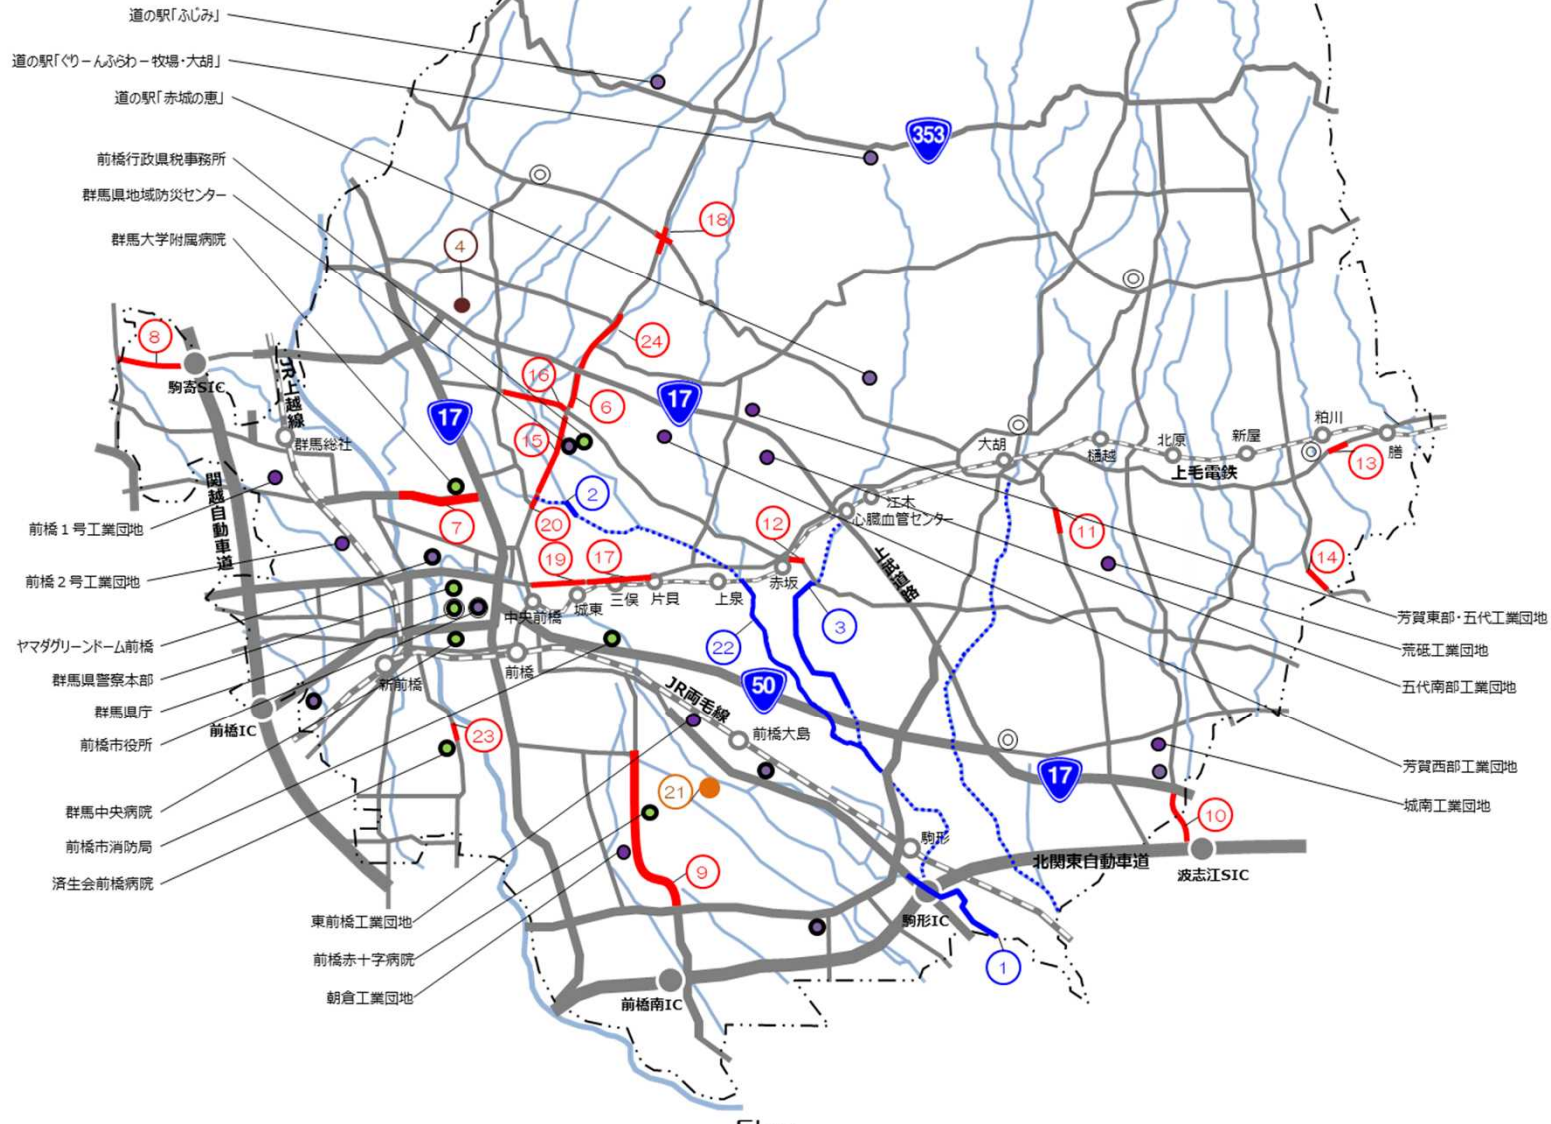 道の駅「ふじみ」
道の駅「ぐりーんふらわー牧場・大胡」
道の駅「赤城の恵」
353
前橋行政県税事務所
群馬県地域防災センター
18
群馬大学附属病院
4
8
24
駒寄SIC
JR上越線
16
6
17
17
15
群馬総社
大胡
樋越
北原
新屋
粕川
膳
上毛電鉄
13
関越自動車道
2
江木
心臓血管センター
前橋1号工業団地
7
20
12
11
19
17
14
前橋2号工業団地
赤坂
上武道路
中央前橋
城東
三俣
片貝
上泉
芳賀東部・五代工業団地
ヤマダグリーンドーム前橋
22
3
荒砥工業団地
群馬県警察本部
新前橋
前橋
50
五代南部工業団地
群馬県庁
JR両毛線
前橋IC
前橋市役所
23
前橋大島
芳賀西部工業団地
17
21
群馬中央病院
城南工業団地
10
前橋市消防局
駒形
北関東自動車道
波志江SIC
済生会前橋病院
9
東前橋工業団地
駒形IC
前橋赤十字病院
1
朝倉工業団地
前橋南IC